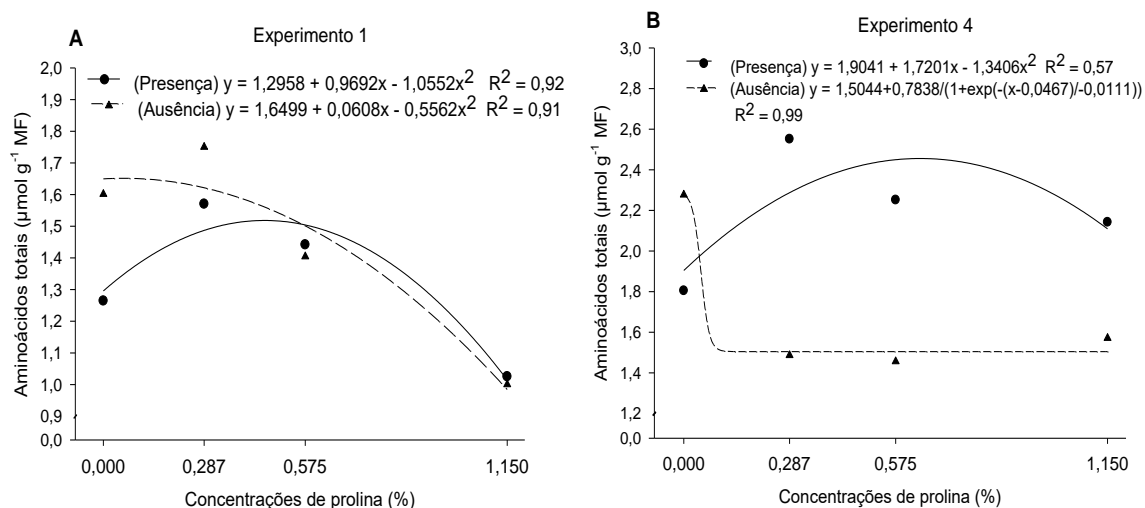 A
Experimento 1
(Presença) y = 1,2958 + 0,9692x - 1,0552x² R² = 0,92
(Ausência) y = 1,6499 + 0,0608x - 0,5562x² R² = 0,91
Aminoácidos totais (µmol g⁻¹ MF)
2,0
1,9
1,8
1,7
1,6
1,5
1,4
1,3
1,2
1,1
1,0
0,9
0,0
0,000 0,287 0,575 1,150
Concentrações de prolina (%)
B
Experimento 4
(Presença) y = 1,9041 + 1,7201x - 1,3406x² R² = 0,57
(Ausência) y = 1,5044+0,7838/(1+exp(-(x-0,0467)/-0,0111))
R² = 0,99
Aminoácidos totais (µmol g⁻¹ MF)
3,0
2,8
2,6
2,4
2,2
2,0
1,8
1,6
1,4
1,2
0,0
0,000 0,287 0,575 1,150
Concentrações de prolina (%)